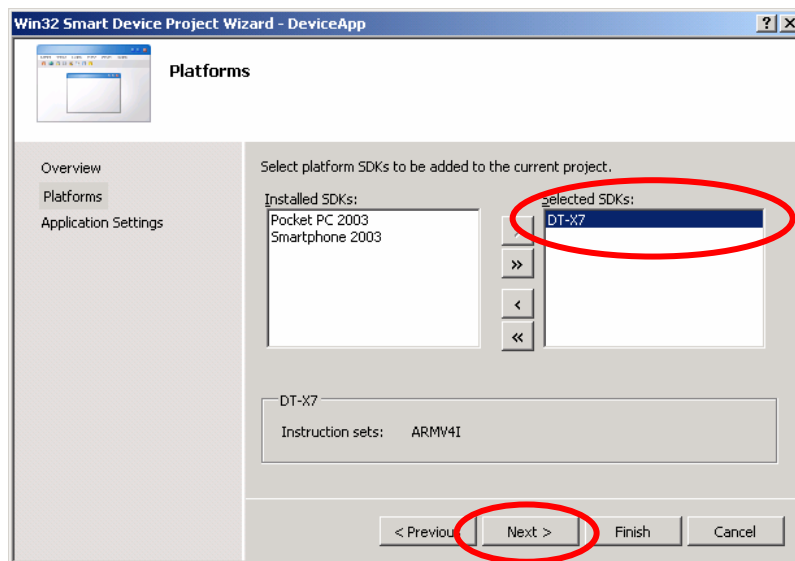 Win32 Smart Device Project Wizard - DeviceApp
Platforms
Overview
Platforms
Application Settings
Select platform SDKs to be added to the current project.
Installed SDKs:
Selected SDKs:
Pocket PC 2003
Smartphone 2003
DT-X7
>>
<
<<
DT-X7
Instruction sets: ARMV4I
< Previous
Next >
Finish
Cancel